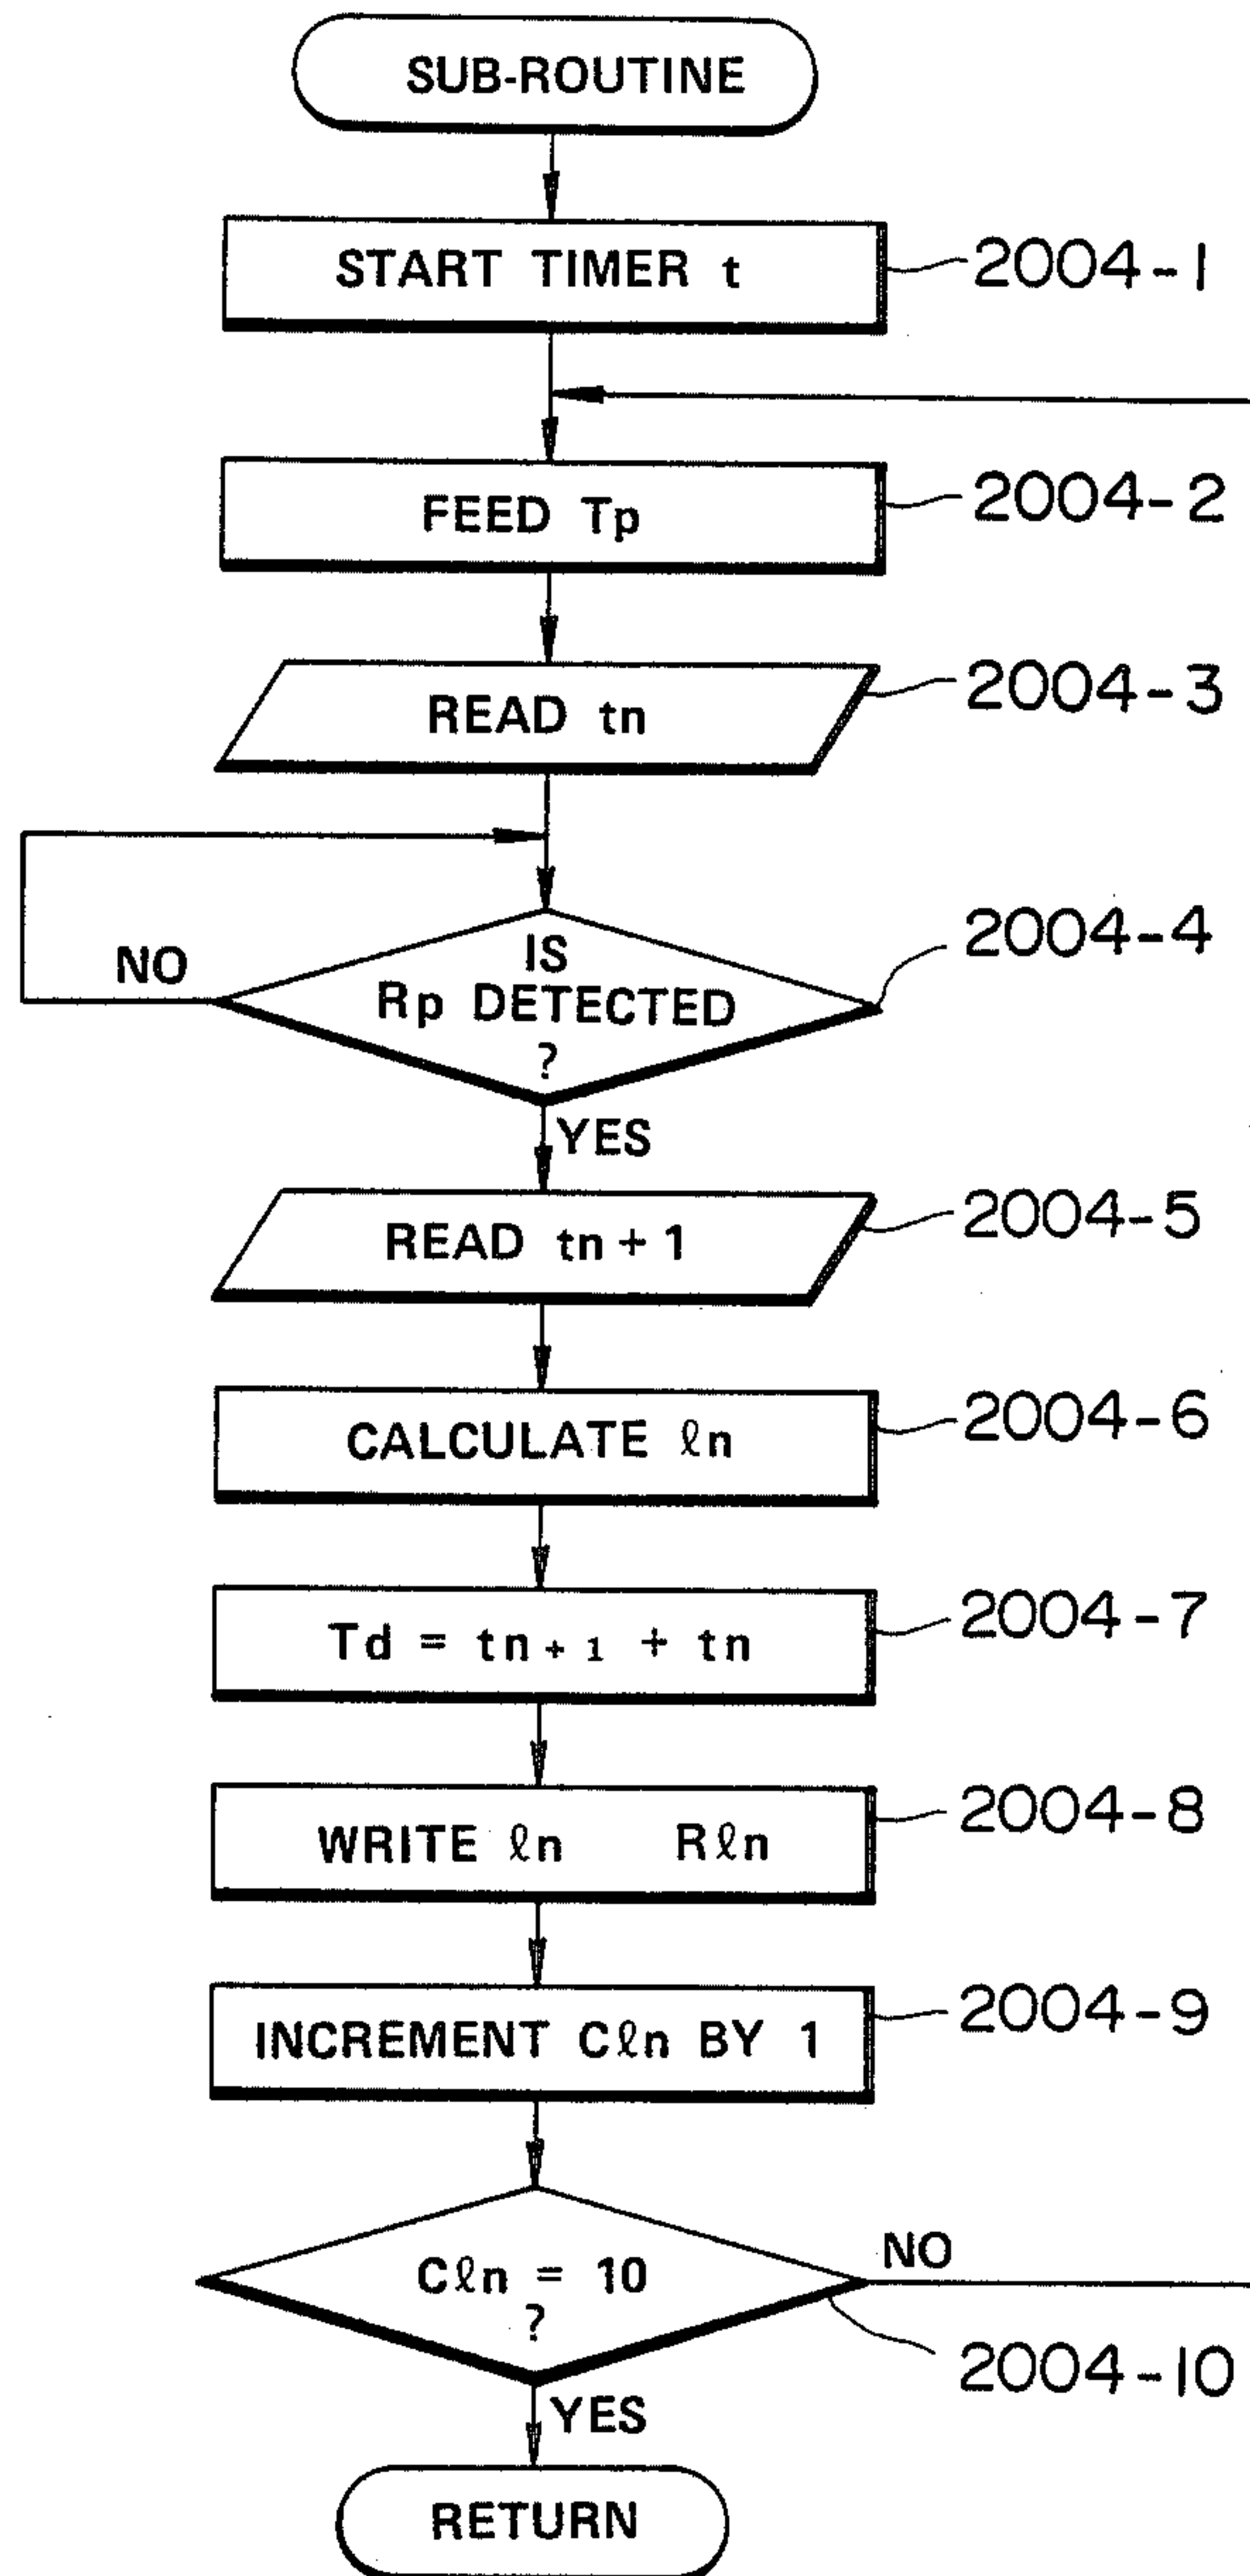 SUB-ROUTINE
START TIMER t
2004-1
FEED Tp
2004-2
READ tn
2004-3
IS
Rp DETECTED
?
NO
2004-4
YES
READ tn+1
2004-5
CALCULATE ℓn
2004-6
Td = tn+1 + tn
2004-7
WRITE ℓn Rℓn
2004-8
INCREMENT Cℓn BY 1
2004-9
Cℓn = 10
?
NO
2004-10
YES
RETURN